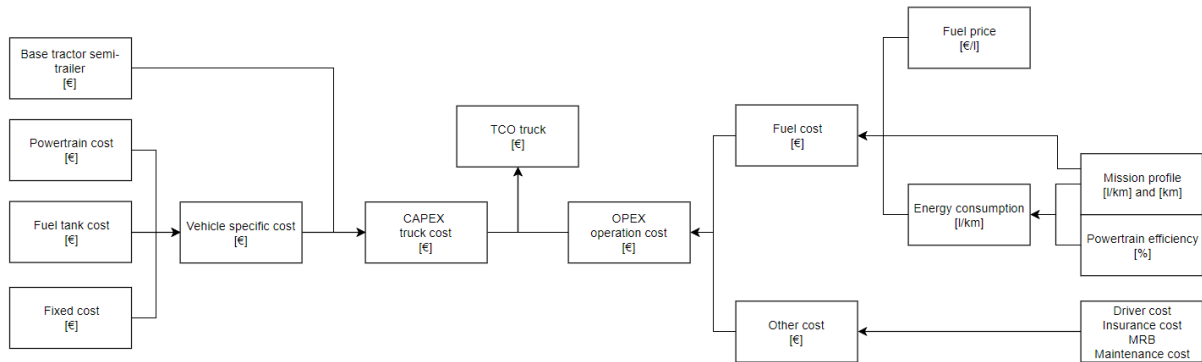 Base tractor semi-
trailer
[€]
Powertrain cost
[€]
Fuel tank cost
[€]
Fixed cost
[€]
Vehicle specific cost
[€]
CAPEX
truck cost
[€]
TCO truck
[€]
OPEX
operation cost
[€]
Fuel cost
[€]
Other cost
[€]
Fuel price
[€/l]
Energy consumption
[l/km]
Mission profile
[l/km] and [km]
Powertrain efficiency
[%]
Driver cost
Insurance cost
MRB
Maintenance cost